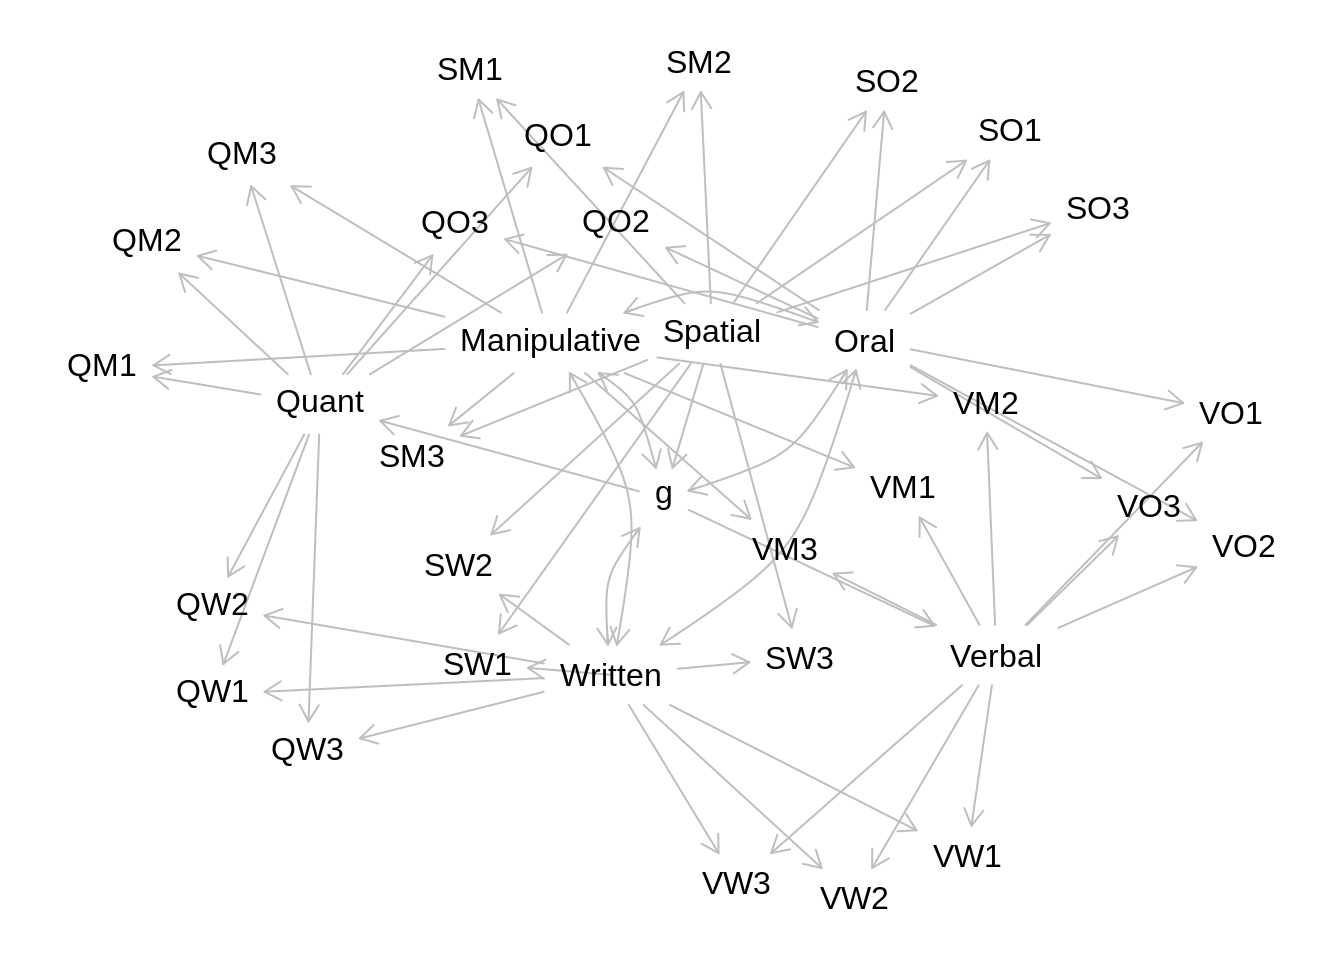 SM1
SM2
SO2
QO1
SO1
QM3
SO3
QO3
QO2
QM2
Manipulative
Spatial
Oral
QM1
Quant
VM2
VO1
SM3
g
VM1
VO3
VO2
VM3
SW2
QW2
SW1
Written
SW3
Verbal
QW1
QW3
VW3
VW2
VW1